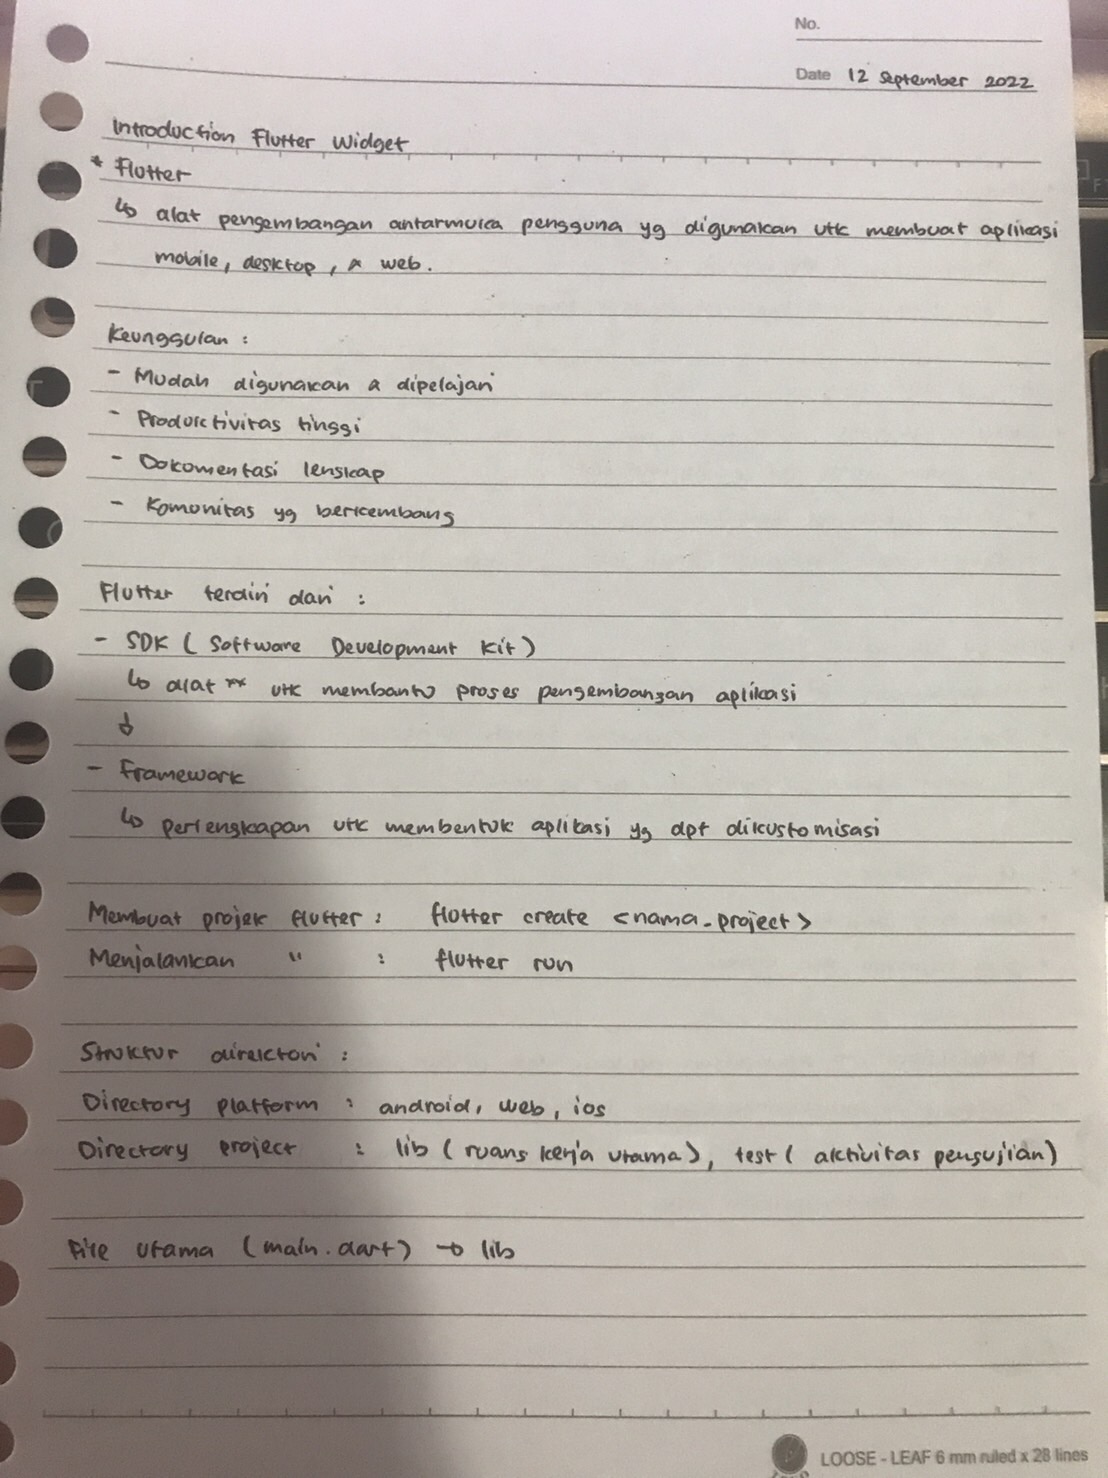 No.
Date 12 September 2022
Introduction Flutter Widget
* Flutter
↳ alat pengembangan antarmuka pengguna yg digunakan utk membuat aplikasi
mobile, desktop, & web.
Keunggulan :
- Mudah digunakan & dipelajari
- Produktivitas tinggi
- Dokumentasi lengkap
- Komunitas yg berkembang
Flutter terdiri dari :
- SDK ( Software Development Kit )
↳ alat" utk membantu proses pengembangan aplikasi
↓
- Framework
↳ perlengkapan utk membentuk aplikasi yg dpt dikustomisasi
Membuat projek flutter : flutter create <nama_project>
Menjalankan " : flutter run
Struktur direktori :
Directory platform : android, web, ios
Directory project : lib ( ruang kerja utama ), test ( aktivitas pengujian )
File utama (main.dart) → lib
LOOSE - LEAF 6 mm ruled x 28 lines